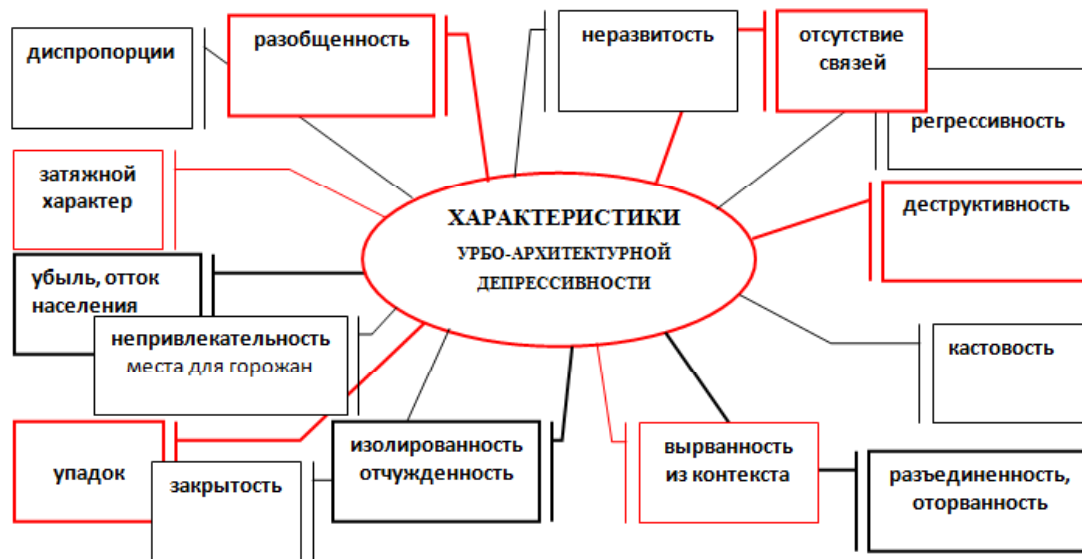 диспропорции
разобщенность
неразвитость
отсутствие
связей
регрессивность
затяжной
характер
ХАРАКТЕРИСТИКИ
УРБО-АРХИТЕКТУРНОЙ
ДЕПРЕССИВНОСТИ
деструктивность
убыль, отток
населения
непривлекательность
места для горожан
кастовость
упадок
закрытость
изолированность
отчужденность
вырванность
из контекста
разъединенность,
оторванность